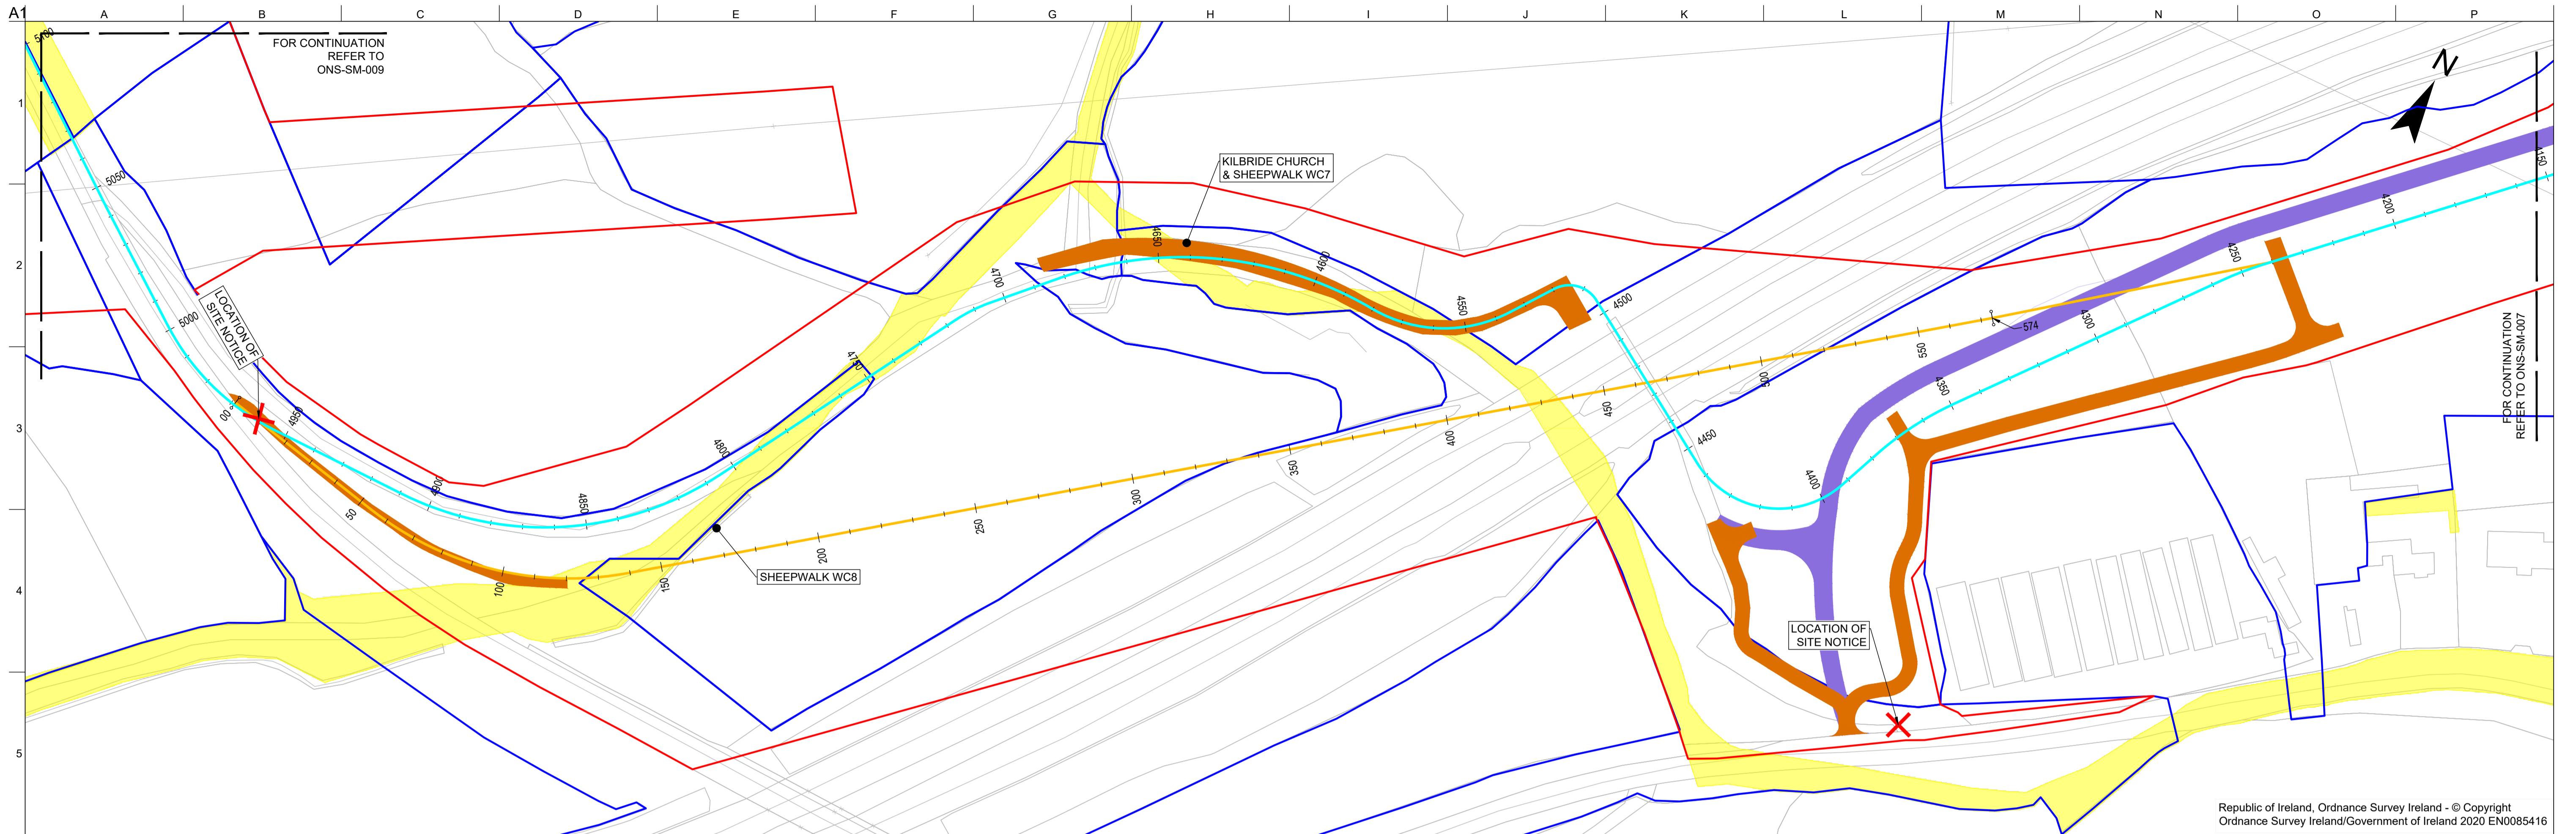 A1
A B C D E F G H I J K L M N O P
1
2
3
4
5
FOR CONTINUATION
REFER TO
ONS-SM-009
N
5100
5050
5000
4950
4900
4850
4800
4750
4700
4650
4600
4550
4500
4450
4400
4350
4300
4250
4200
4150
KILBRIDE CHURCH
& SHEEPWALK WC7
LOCATION OF
SITE NOTICE
00
50
100
150
200
250
300
350
400
450
500
550
574
SHEEPWALK WC8
LOCATION OF
SITE NOTICE
FOR CONTINUATION
REFER TO ONS-SM-007
Republic of Ireland, Ordnance Survey Ireland - © Copyright
Ordnance Survey Ireland/Government of Ireland 2020 EN0085416